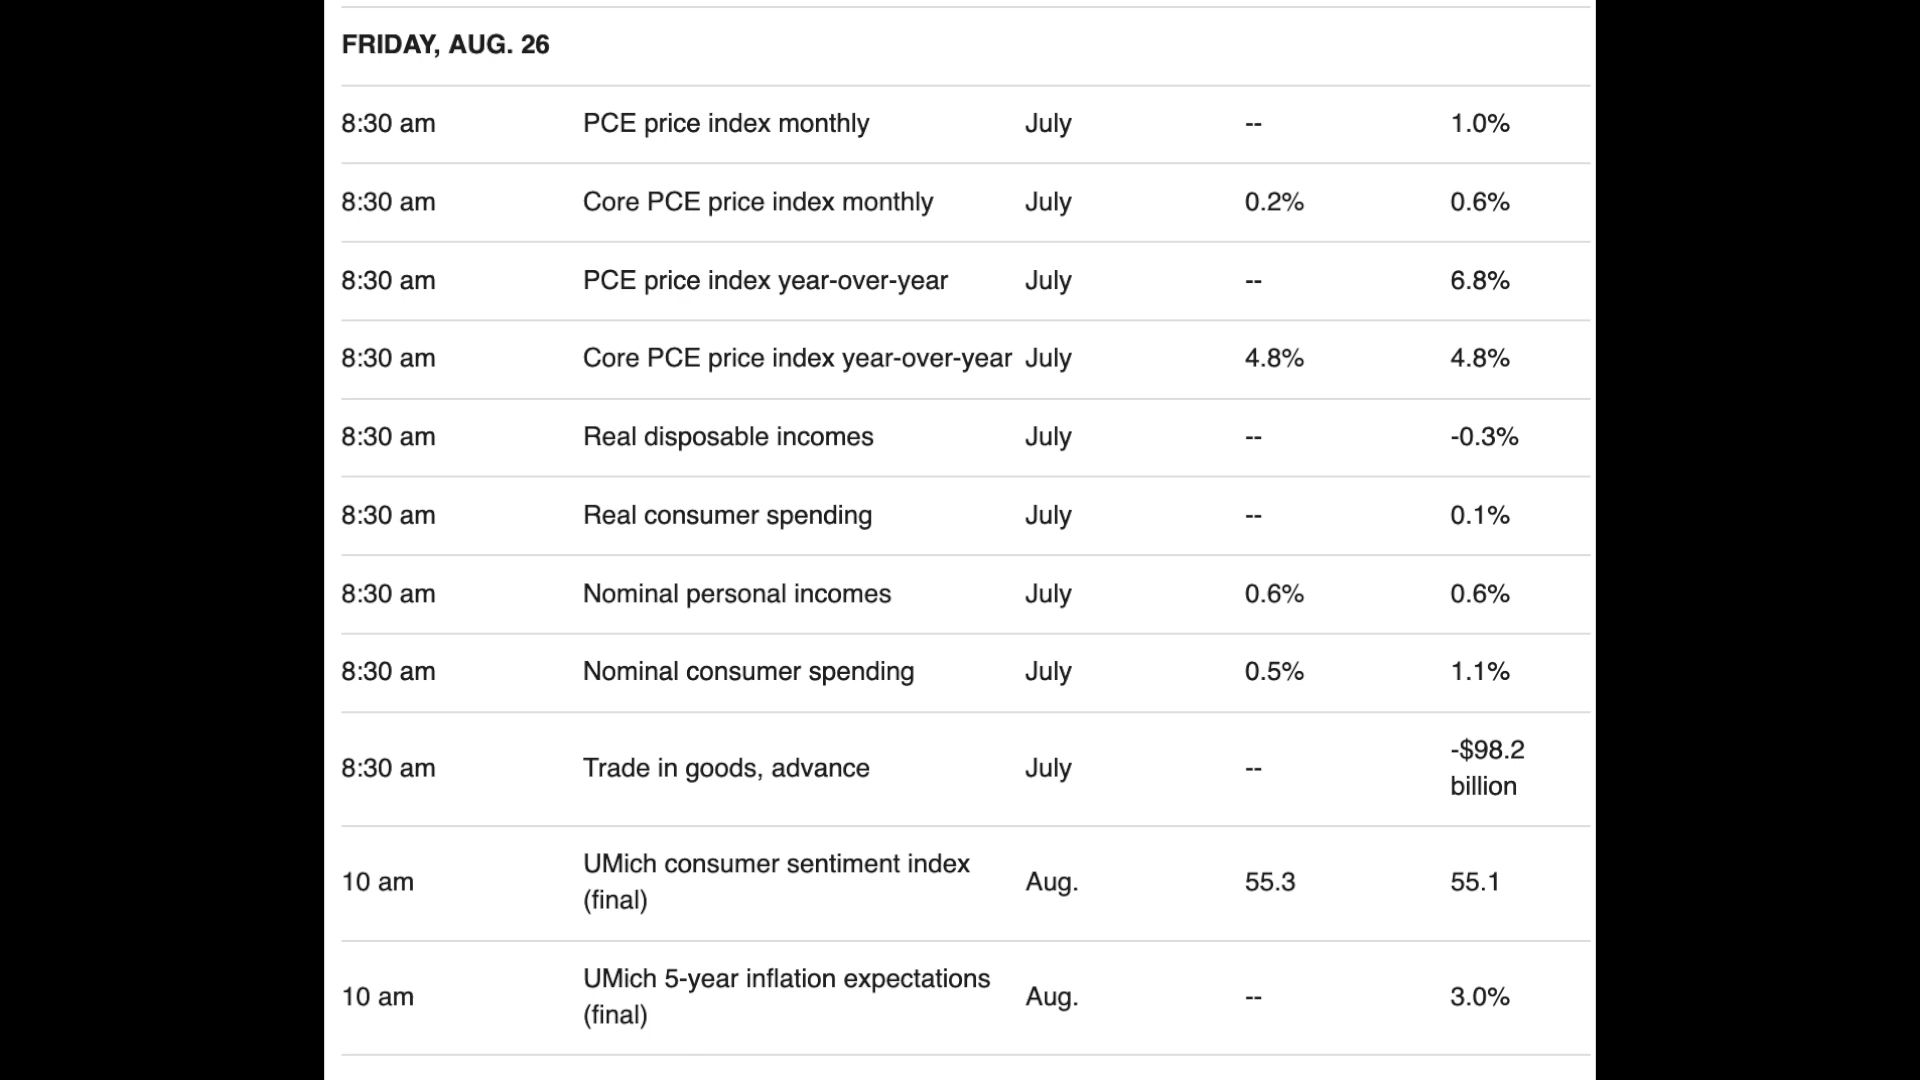 FRIDAY, AUG. 26
8:30 am PCE price index monthly July -- 1.0%
8:30 am Core PCE price index monthly July 0.2% 0.6%
8:30 am PCE price index year-over-year July -- 6.8%
8:30 am Core PCE price index year-over-year July 4.8% 4.8%
8:30 am Real disposable incomes July -- -0.3%
8:30 am Real consumer spending July -- 0.1%
8:30 am Nominal personal incomes July 0.6% 0.6%
8:30 am Nominal consumer spending July 0.5% 1.1%
8:30 am Trade in goods, advance July -- -$98.2
billion
10 am UMich consumer sentiment index
(final) Aug. 55.3 55.1
10 am UMich 5-year inflation expectations
(final) Aug. -- 3.0%